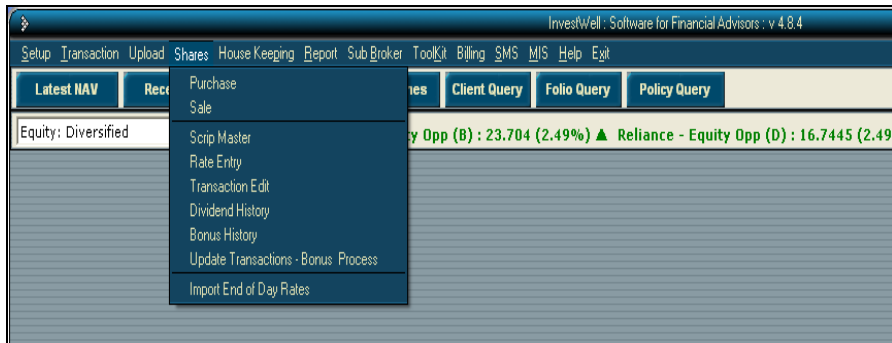 InvestWell : Software for Financial Advisors : v 4.8.4
Setup Transaction Upload Shares House Keeping Report Sub Broker ToolKit Billing SMS MIS Help Exit
Latest NAV Rece nes Client Query Folio Query Policy Query
Equity: Diversified y Opp (B) : 23.704 (2.49%) ▲ Reliance - Equity Opp (D) : 16.7445 (2.49
Purchase
Sale
Scrip Master
Rate Entry
Transaction Edit
Dividend History
Bonus History
Update Transactions - Bonus Process
Import End of Day Rates